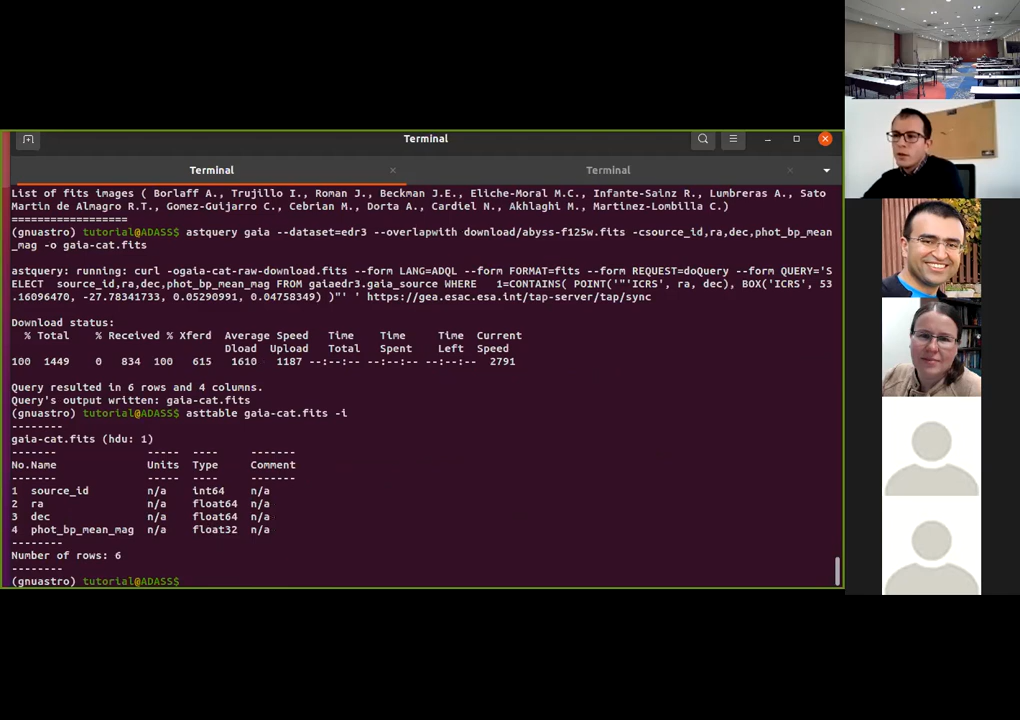 Terminal
Terminal
Terminal
List of fits images ( Borlaff A., Trujillo I., Roman J., Beckman J.E., Eliche-Moral M.C., Infante-Sainz R., Lumbreras A., Sato
Martin de Almagro R.T., Gomez-Guijarro C., Cebrian M., Dorta A., Cardiel N., Akhlaghi M., Martinez-Lombilla C.)
==================
(gnuastro) tutorial@ADASS$ astquery gaia --dataset=edr3 --overlapwith download/abyss-f125w.fits -csource_id,ra,dec,phot_bp_mean
_mag -o gaia-cat.fits
astquery: running: curl -ogaia-cat-raw-download.fits --form LANG=ADQL --form FORMAT=fits --form REQUEST=doQuery --form QUERY='S
ELECT  source_id,ra,dec,phot_bp_mean_mag FROM gaiaedr3.gaia_source WHERE  1=CONTAINS( POINT('"'ICRS', ra, dec), BOX('ICRS', 53
.16096470, -27.78341733, 0.05290991, 0.04758349) )"' ' https://gea.esac.esa.int/tap-server/tap/sync
Download status:
% Total    % Received % Xferd  Average Speed   Time    Time     Time  Current
Dload  Upload   Total   Spent    Left  Speed
100  1449    0   834  100   615   1610   1187 --:--:-- --:--:-- --:--:--  2791
Query resulted in 6 rows and 4 columns.
Query's output written: gaia-cat.fits
(gnuastro) tutorial@ADASS$ asttable gaia-cat.fits -i
--------
gaia-cat.fits (hdu: 1)
-------                 -----  ----     -------
No.Name                 Units  Type     Comment
-------                 -----  ----     -------
1  source_id            n/a    int64    n/a
2  ra                   n/a    float64  n/a
3  dec                  n/a    float64  n/a
4  phot_bp_mean_mag     n/a    float32  n/a
--------
Number of rows: 6
--------
(gnuastro) tutorial@ADASS$